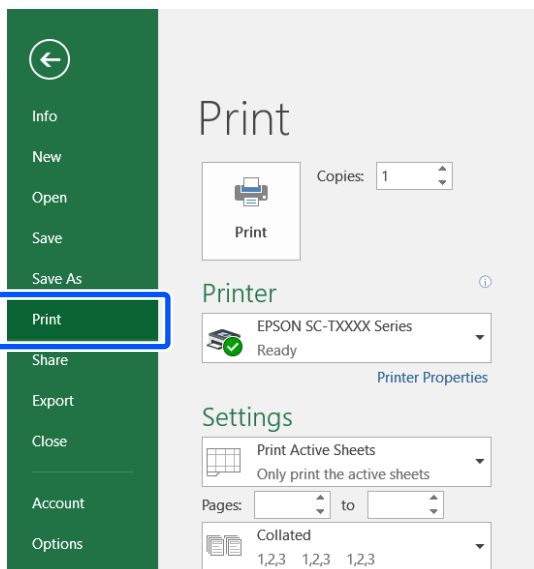 Info
New
Open
Save
Save As
Print
Share
Export
Close
Account
Options
Print
Copies: 1
Print
Printer
EPSON SC-TXXXX Series
Ready
Printer Properties
Settings
Print Active Sheets
Only print the active sheets
Pages: to
Collated
1,2,3 1,2,3 1,2,3